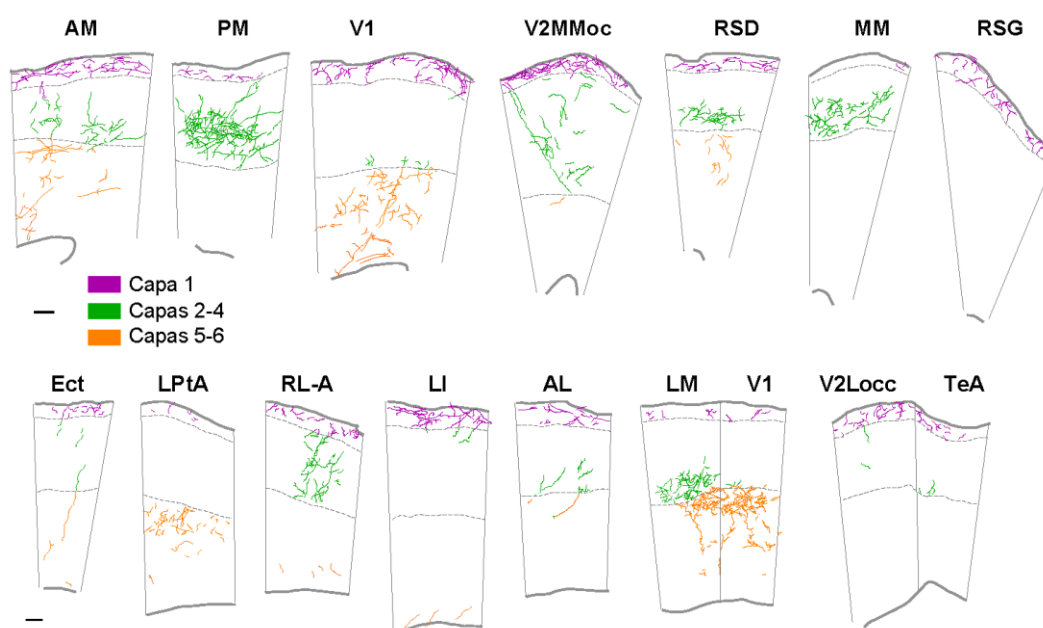 AM PM V1 V2MMoc RSD MM RSG
Capa 1
Capas 2-4
Capas 5-6
Ect LPtA RL-A LI AL LM V1 V2Locc TeA